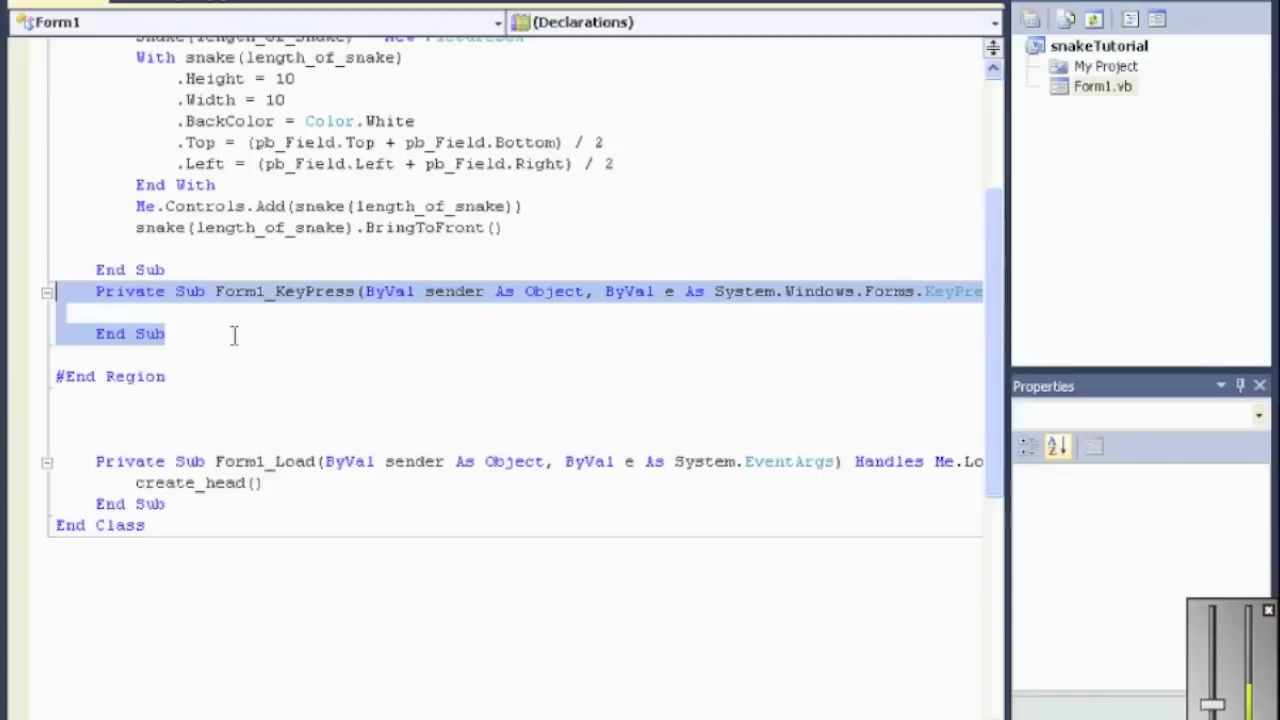 Form1
(Declarations)
With snake(length_of_snake)
.Height = 10
.Width = 10
.BackColor = Color.White
.Top = (pb_Field.Top + pb_Field.Bottom) / 2
.Left = (pb_Field.Left + pb_Field.Right) / 2
End With
Me.Controls.Add(snake(length_of_snake))
snake(length_of_snake).BringToFront()
End Sub
Private Sub Form1_KeyPress(ByVal sender As Object, ByVal e As System.Windows.Forms.KeyPre
End Sub
#End Region
Private Sub Form1_Load(ByVal sender As Object, ByVal e As System.EventArgs) Handles Me.Lo
create_head()
End Sub
End Class
snakeTutorial
My Project
Form1.vb
Properties